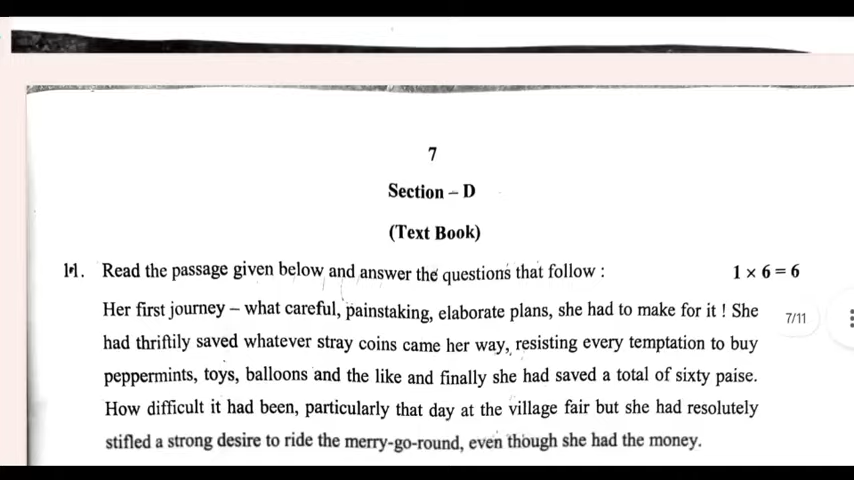 7
Section – D
(Text Book)
11. Read the passage given below and answer the questions that follow : 1 × 6 = 6
Her first journey – what careful, painstaking, elaborate plans, she had to make for it ! She
7/11
had thriftily saved whatever stray coins came her way, resisting every temptation to buy
peppermints, toys, balloons and the like and finally she had saved a total of sixty paise.
How difficult it had been, particularly that day at the village fair but she had resolutely
stifled a strong desire to ride the merry-go-round, even though she had the money.